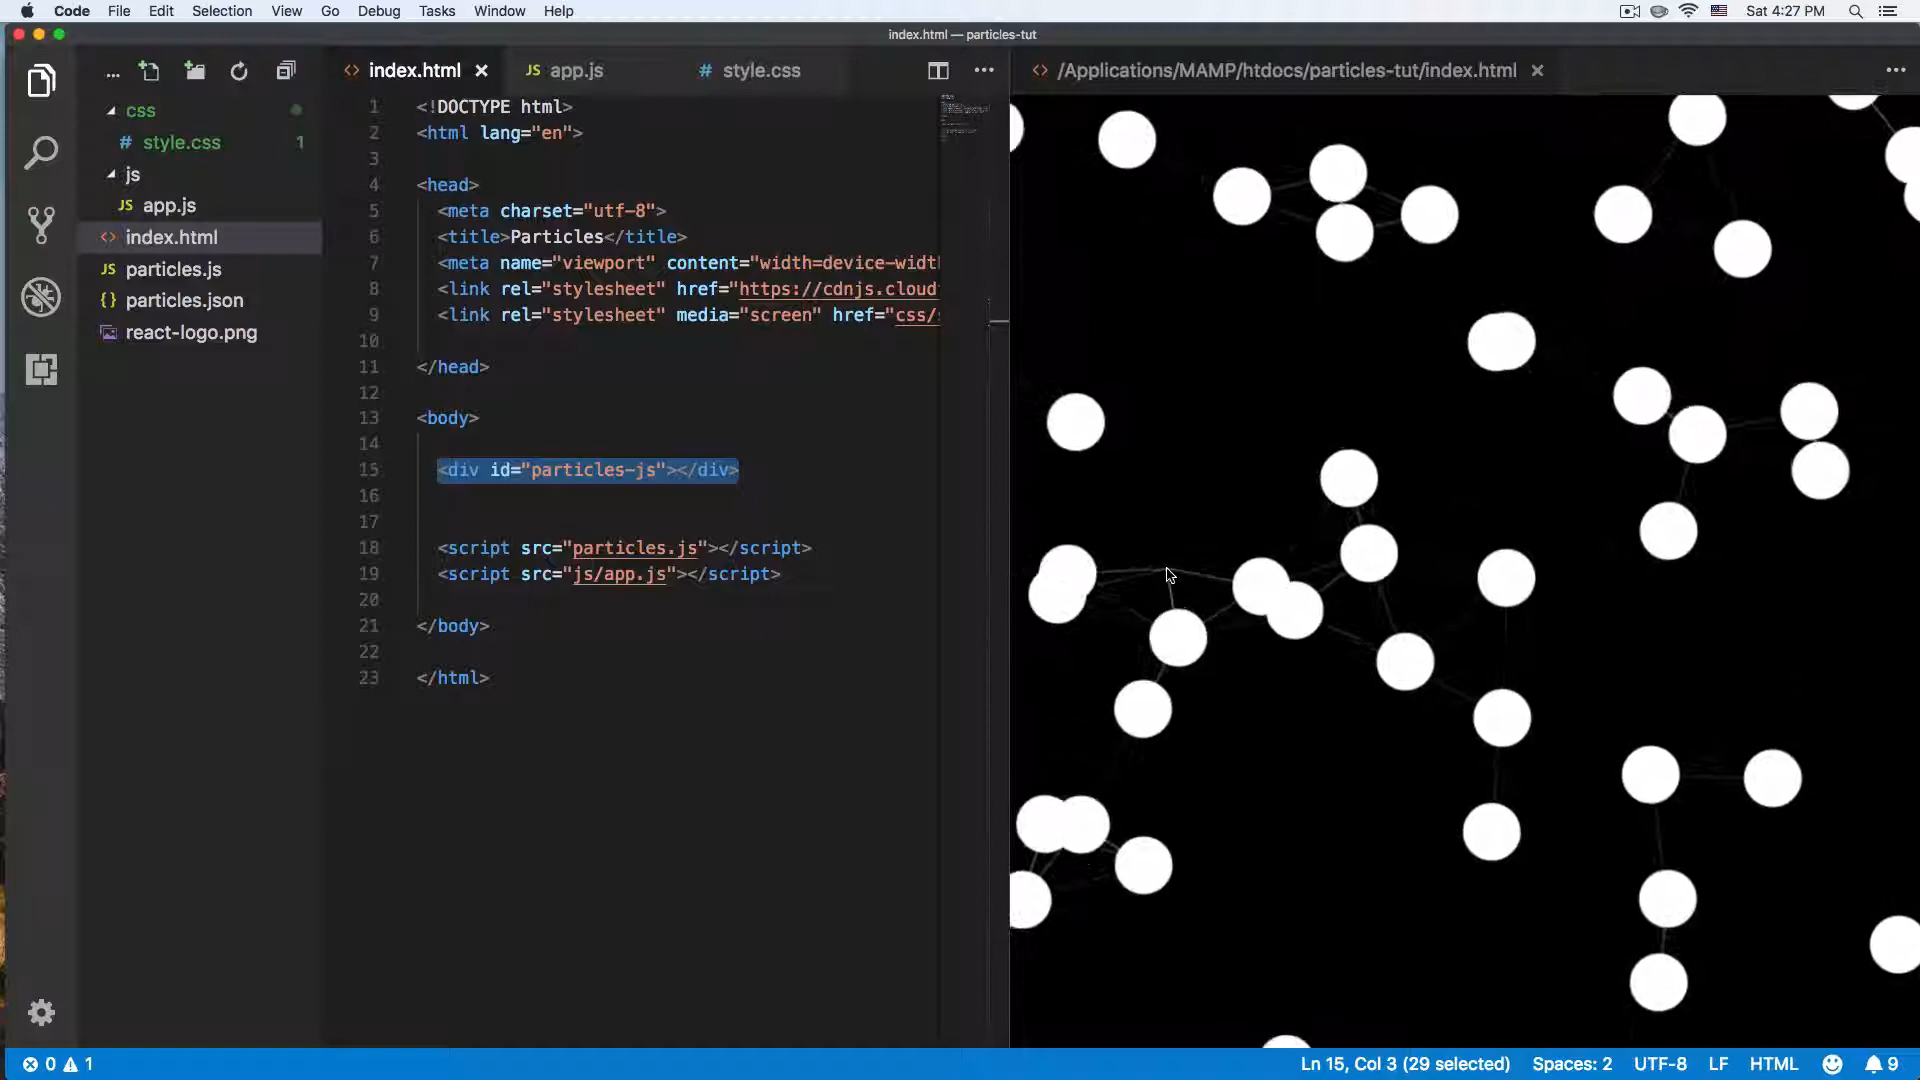 Code File Edit Selection View Go Debug Tasks Window Help Sat 4:27 PM
index.html — particles-tut
... index.html JS app.js # style.css ... /Applications/MAMP/htdocs/particles-tut/index.html ...
css
# style.css 1
js
JS app.js
index.html
JS particles.js
{} particles.json
react-logo.png
1 <!DOCTYPE html>
2 <html lang="en">
3
4 <head>
5 <meta charset="utf-8">
6 <title>Particles</title>
7 <meta name="viewport" content="width=device-widt
8 <link rel="stylesheet" href="https://cdnjs.cloud
9 <link rel="stylesheet" media="screen" href="css/
10
11 </head>
12
13 <body>
14
15 <div id="particles-js"></div>
16
17
18 <script src="particles.js"></script>
19 <script src="js/app.js"></script>
20
21 </body>
22
23 </html>
0 1 Ln 15, Col 3 (29 selected) Spaces: 2 UTF-8 LF HTML 9